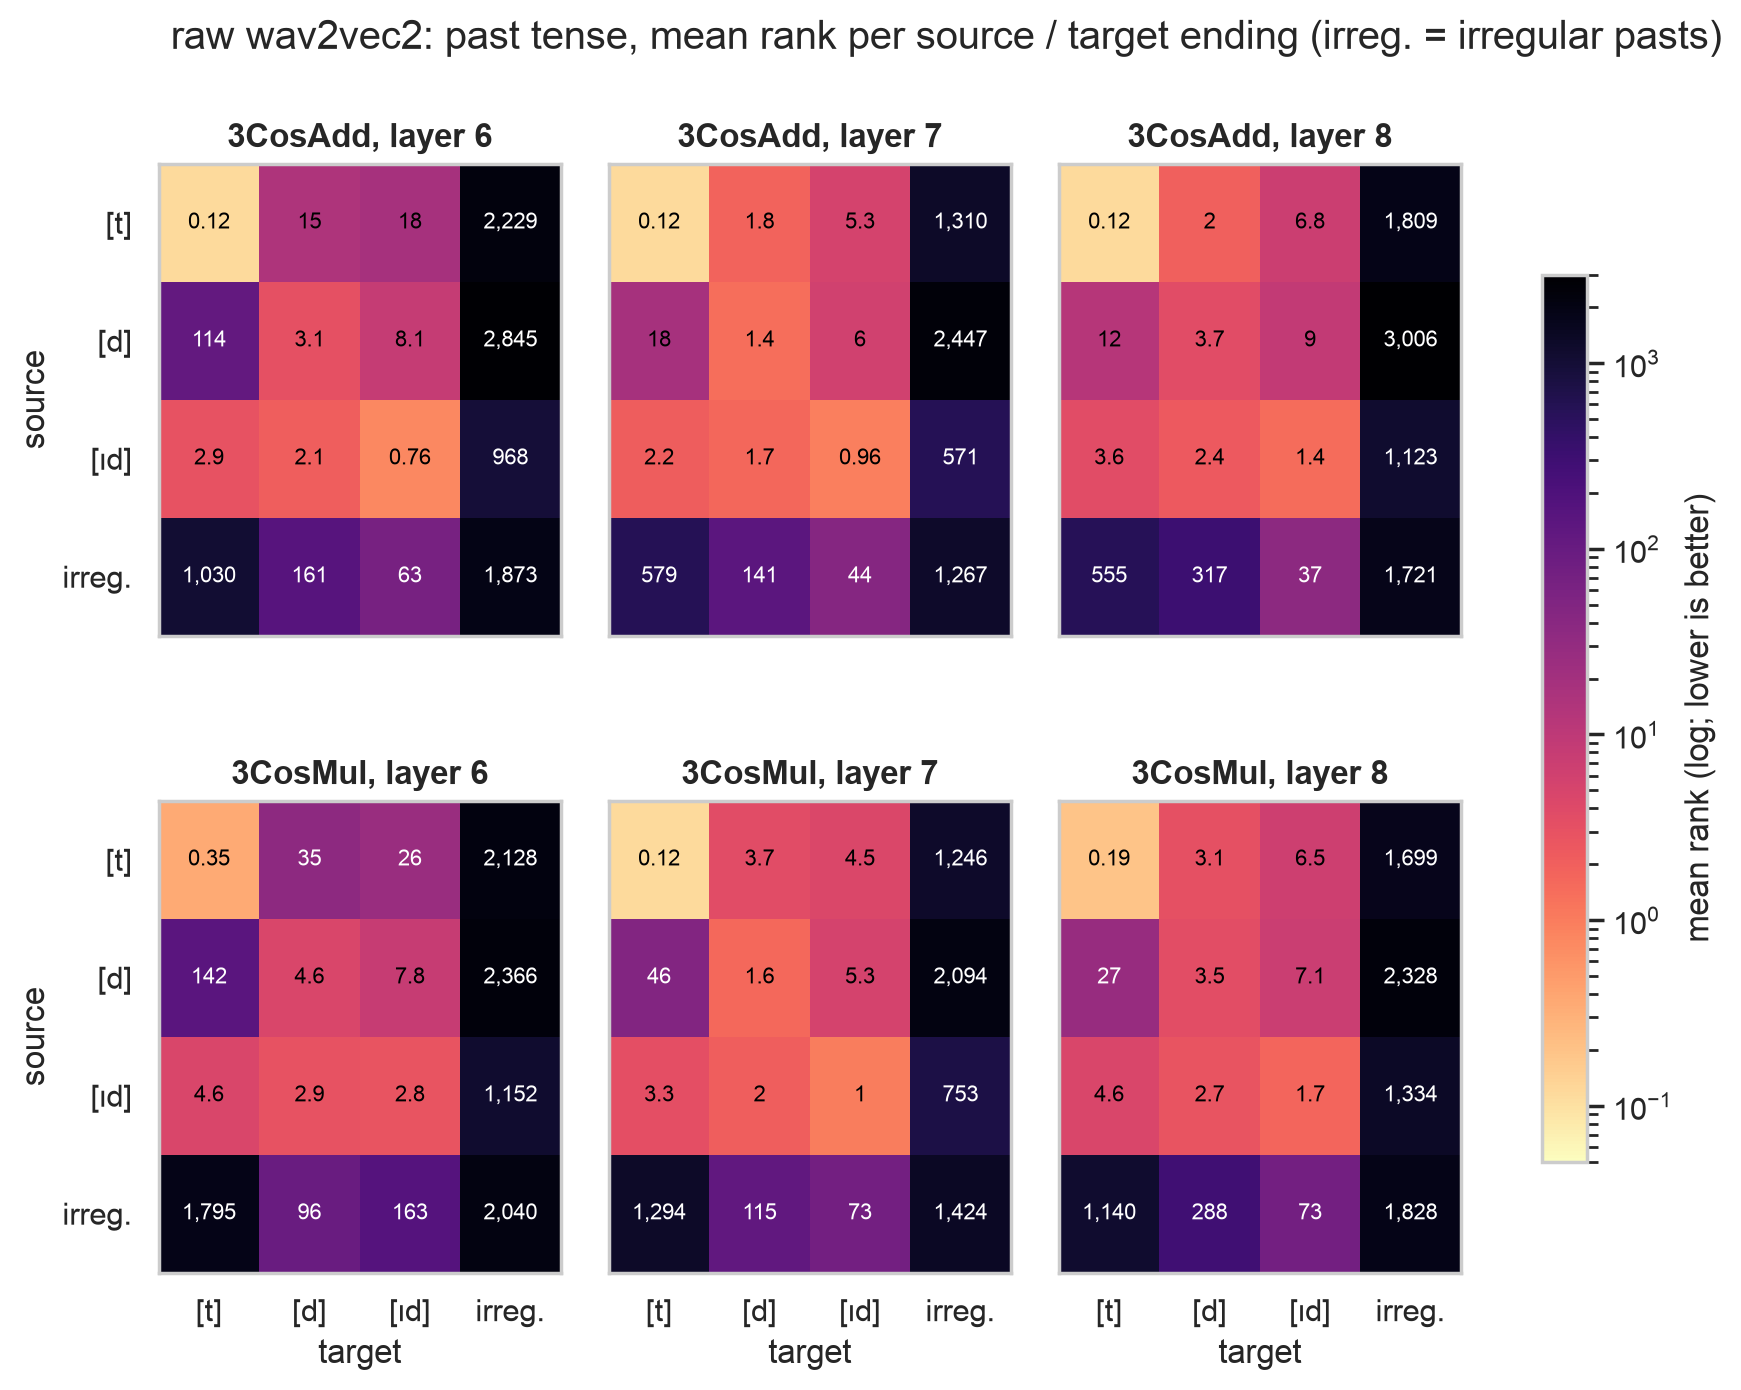 raw wav2vec2: past tense, mean rank per source / target ending (irreg. = irregular pasts)
3CosAdd, layer 6
3CosAdd, layer 7
3CosAdd, layer 8
source
[t] 0.12 15 18 2,229 0.12 1.8 5.3 1,310 0.12 2 6.8 1,809
[d] 114 3.1 8.1 2,845 18 1.4 6 2,447 12 3.7 9 3,006
[ıd] 2.9 2.1 0.76 968 2.2 1.7 0.96 571 3.6 2.4 1.4 1,123
irreg. 1,030 161 63 1,873 579 141 44 1,267 555 317 37 1,721
3CosMul, layer 6
3CosMul, layer 7
3CosMul, layer 8
source
[t] 0.35 35 26 2,128 0.12 3.7 4.5 1,246 0.19 3.1 6.5 1,699
[d] 142 4.6 7.8 2,366 46 1.6 5.3 2,094 27 3.5 7.1 2,328
[ıd] 4.6 2.9 2.8 1,152 3.3 2 1 753 4.6 2.7 1.7 1,334
irreg. 1,795 96 163 2,040 1,294 115 73 1,424 1,140 288 73 1,828
[t] [d] [ıd] irreg. [t] [d] [ıd] irreg. [t] [d] [ıd] irreg.
target
target
target
10³
10²
10¹
10⁰
10⁻¹
mean rank (log; lower is better)